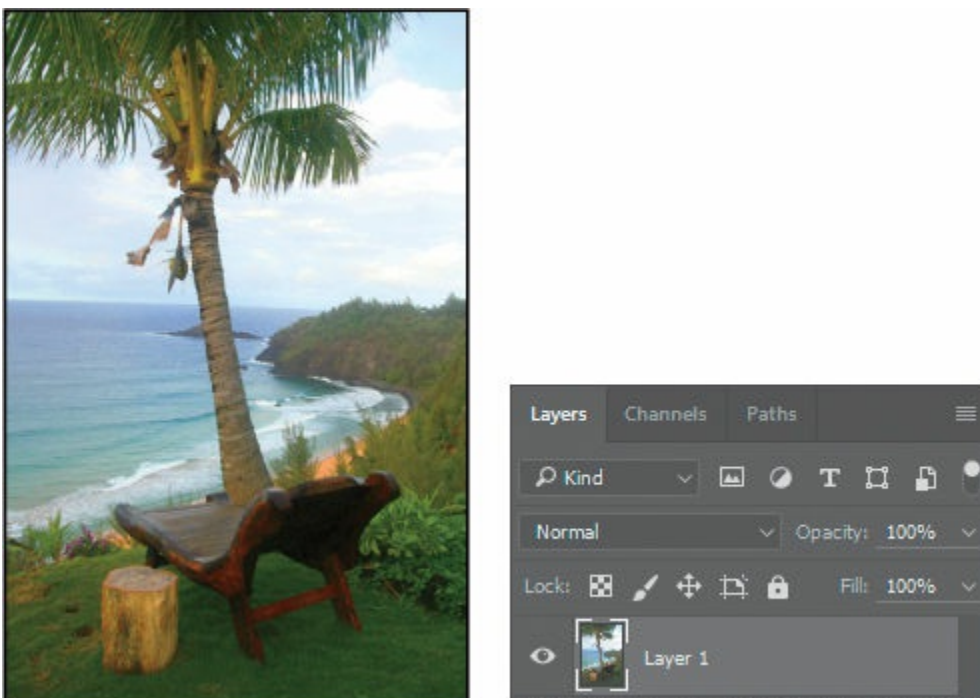 Layers Channels Paths
Kind
Normal Opacity: 100%
Lock: Fill: 100%
Layer 1